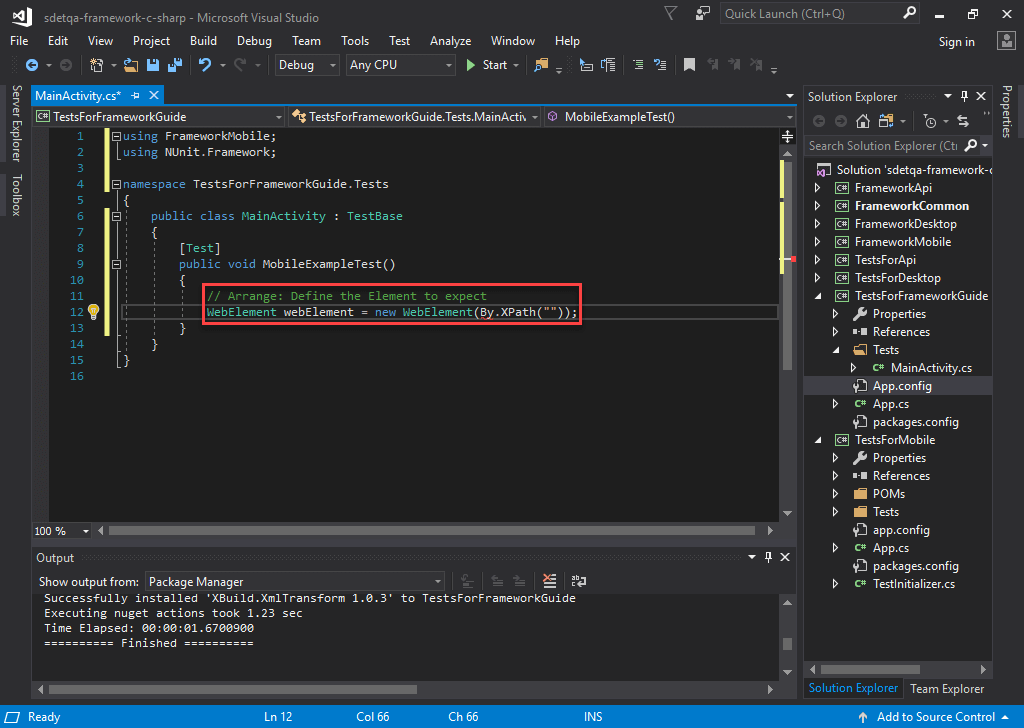 sdetqa-framework-c-sharp - Microsoft Visual Studio
Quick Launch (Ctrl+Q)
File Edit View Project Build Debug Team Tools Test Analyze Window Help
Sign in
Debug Any CPU Start
Server Explorer
Toolbox
MainActivity.cs*
TestsForFrameworkGuide
TestsForFrameworkGuide.Tests.MainActiv
MobileExampleTest()
1 using FrameworkMobile;
2 using NUnit.Framework;
3
4 namespace TestsForFrameworkGuide.Tests
5 {
6 public class MainActivity : TestBase
7 {
8 [Test]
9 public void MobileExampleTest()
10 {
11 // Arrange: Define the Element to expect
12 WebElement webElement = new WebElement(By.XPath(""));
13 }
14 }
15 }
16
100 %
Output
Show output from: Package Manager
Successfully installed 'XBuild.XmlTransform 1.0.3' to TestsForFrameworkGuide
Executing nuget actions took 1.23 sec
Time Elapsed: 00:00:01.6700900
========== Finished ==========
Solution Explorer
Search Solution Explorer (Ctr
Solution 'sdetqa-framework-c
C# FrameworkApi
C# FrameworkCommon
C# FrameworkDesktop
C# FrameworkMobile
C# TestsForApi
C# TestsForDesktop
C# TestsForFrameworkGuide
Properties
References
Tests
C# MainActivity.cs
App.config
C# App.cs
packages.config
C# TestsForMobile
Properties
References
POMs
Tests
app.config
C# App.cs
packages.config
C# TestInitializer.cs
Solution Explorer Team Explorer
Properties
Ready Ln 12 Col 66 Ch 66 INS Add to Source Control